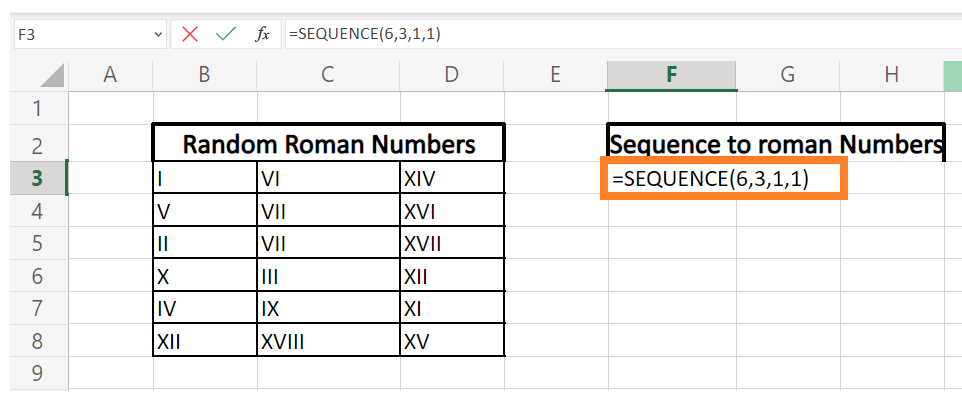 F3 fx =SEQUENCE(6,3,1,1)
A B C D E F G H
1
2 Random Roman Numbers Sequence to roman Numbers
3 I VI XIV =SEQUENCE(6,3,1,1)
4 V VII XVI
5 II VII XVII
6 X III XII
7 IV IX XI
8 XII XVIII XV
9